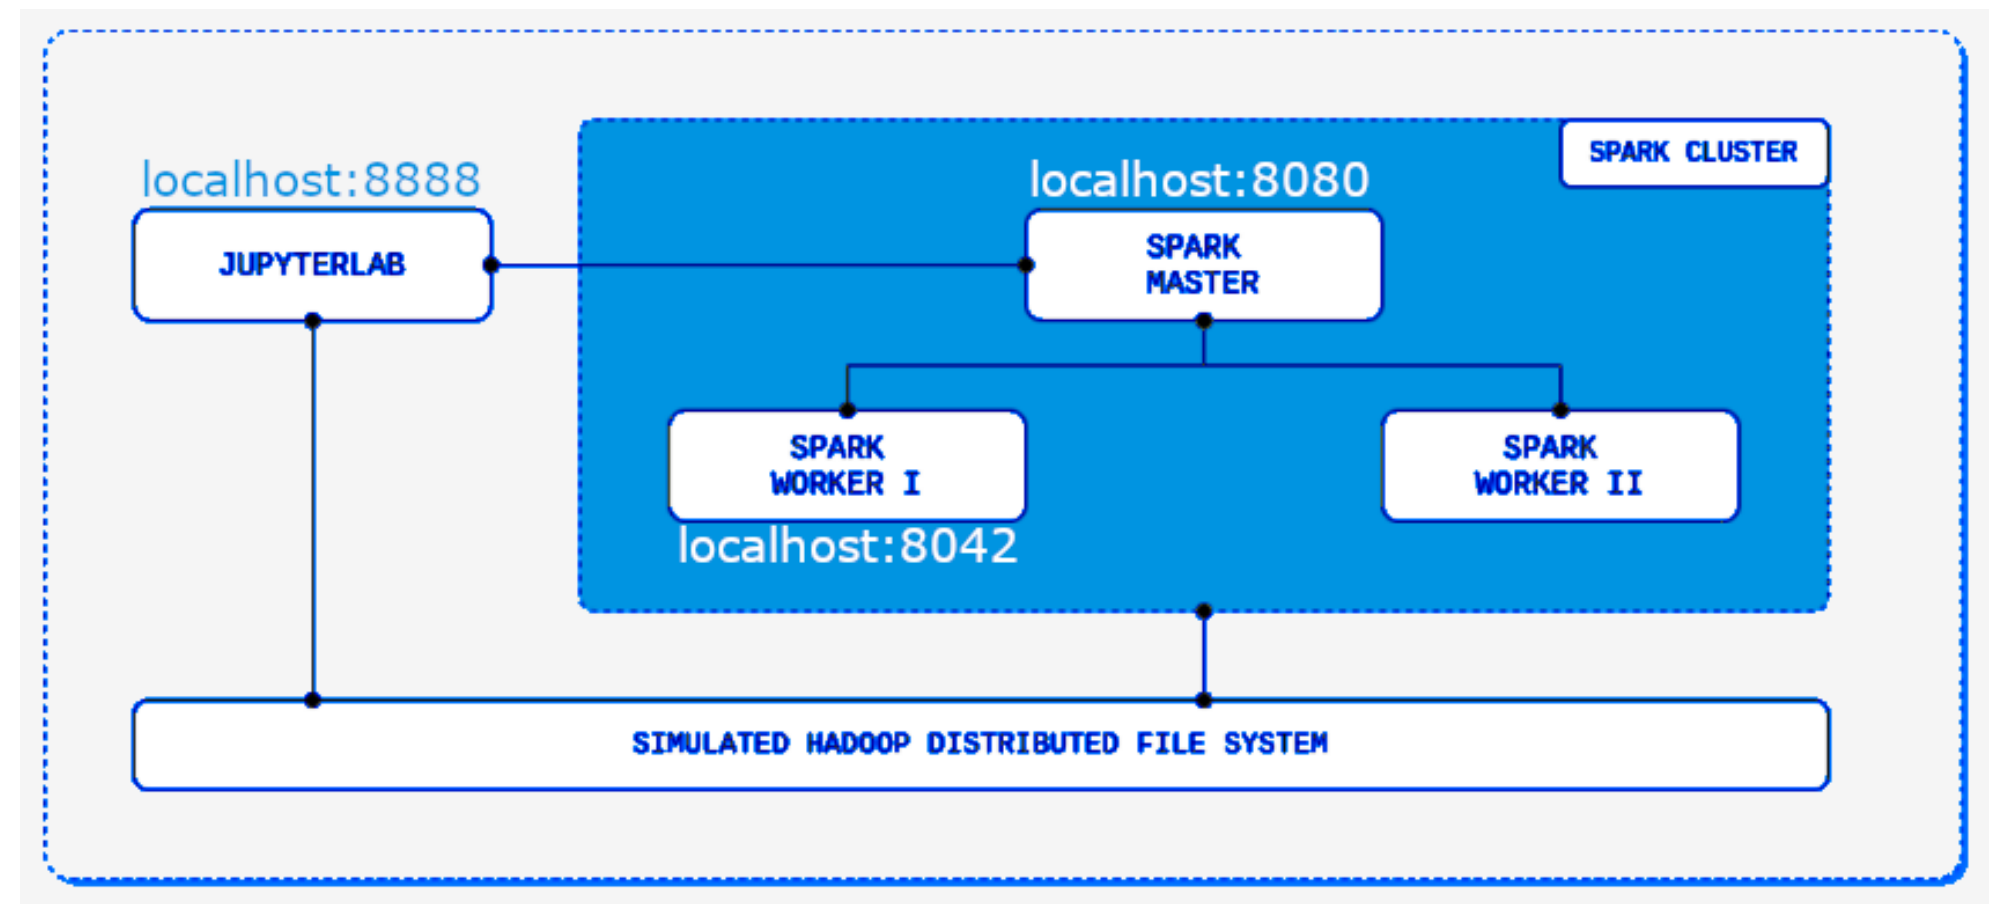 SPARK CLUSTER
localhost:8888
localhost:8080
JUPYTERLAB
SPARK
MASTER
SPARK
WORKER I
SPARK
WORKER II
localhost:8042
SIMULATED HADOOP DISTRIBUTED FILE SYSTEM